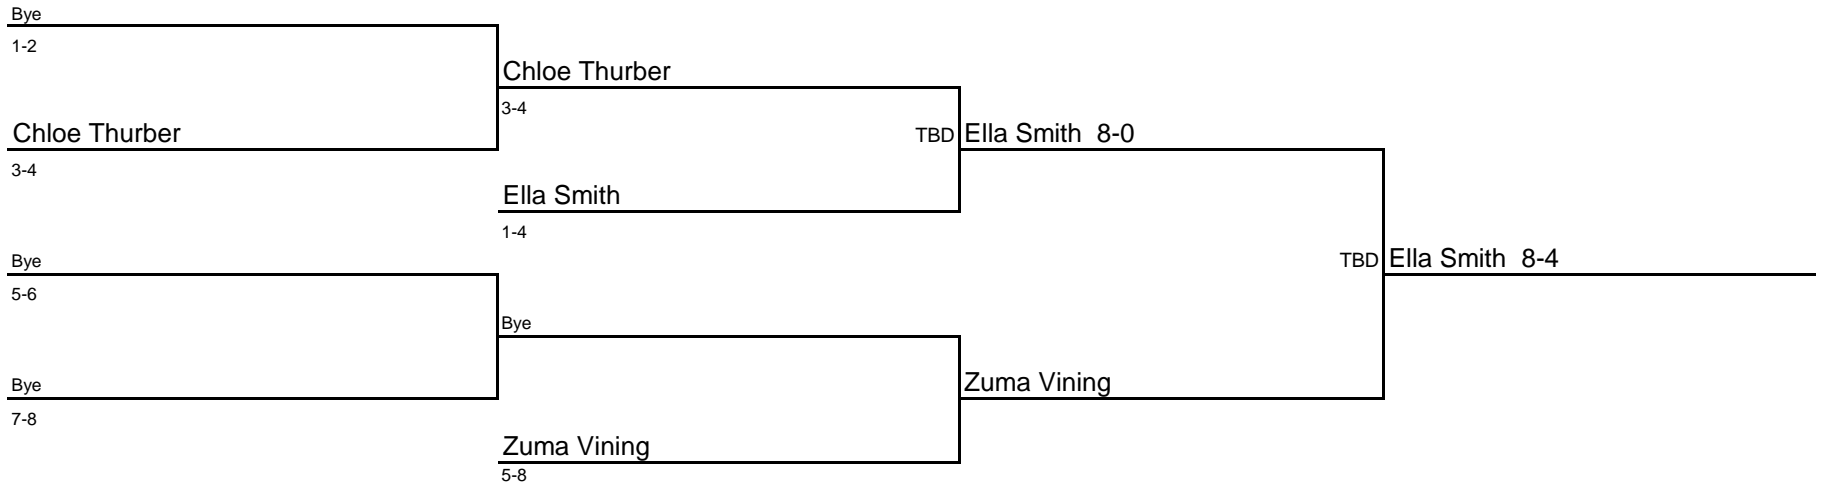 Bye
1-2
Chloe Thurber
3-4
Chloe Thurber
3-4
TBD Ella Smith 8-0
Ella Smith
1-4
Bye
5-6
TBD Ella Smith 8-4
Bye
Bye
7-8
Zuma Vining
Zuma Vining
5-8